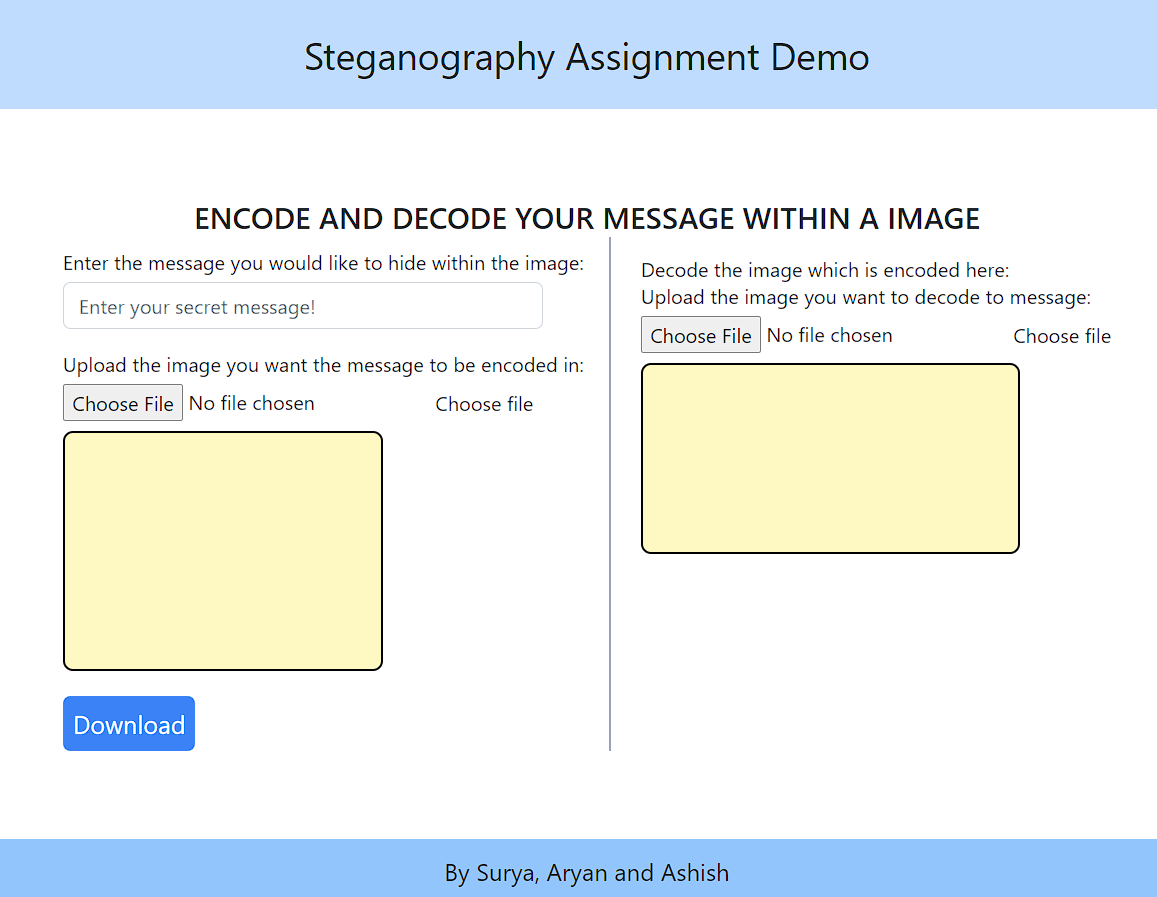 Steganography Assignment Demo
ENCODE AND DECODE YOUR MESSAGE WITHIN A IMAGE
Enter the message you would like to hide within the image:
Enter your secret message!
Upload the image you want the message to be encoded in:
Choose File No file chosen Choose file
Download
Decode the image which is encoded here:
Upload the image you want to decode to message:
Choose File No file chosen Choose file
By Surya, Aryan and Ashish